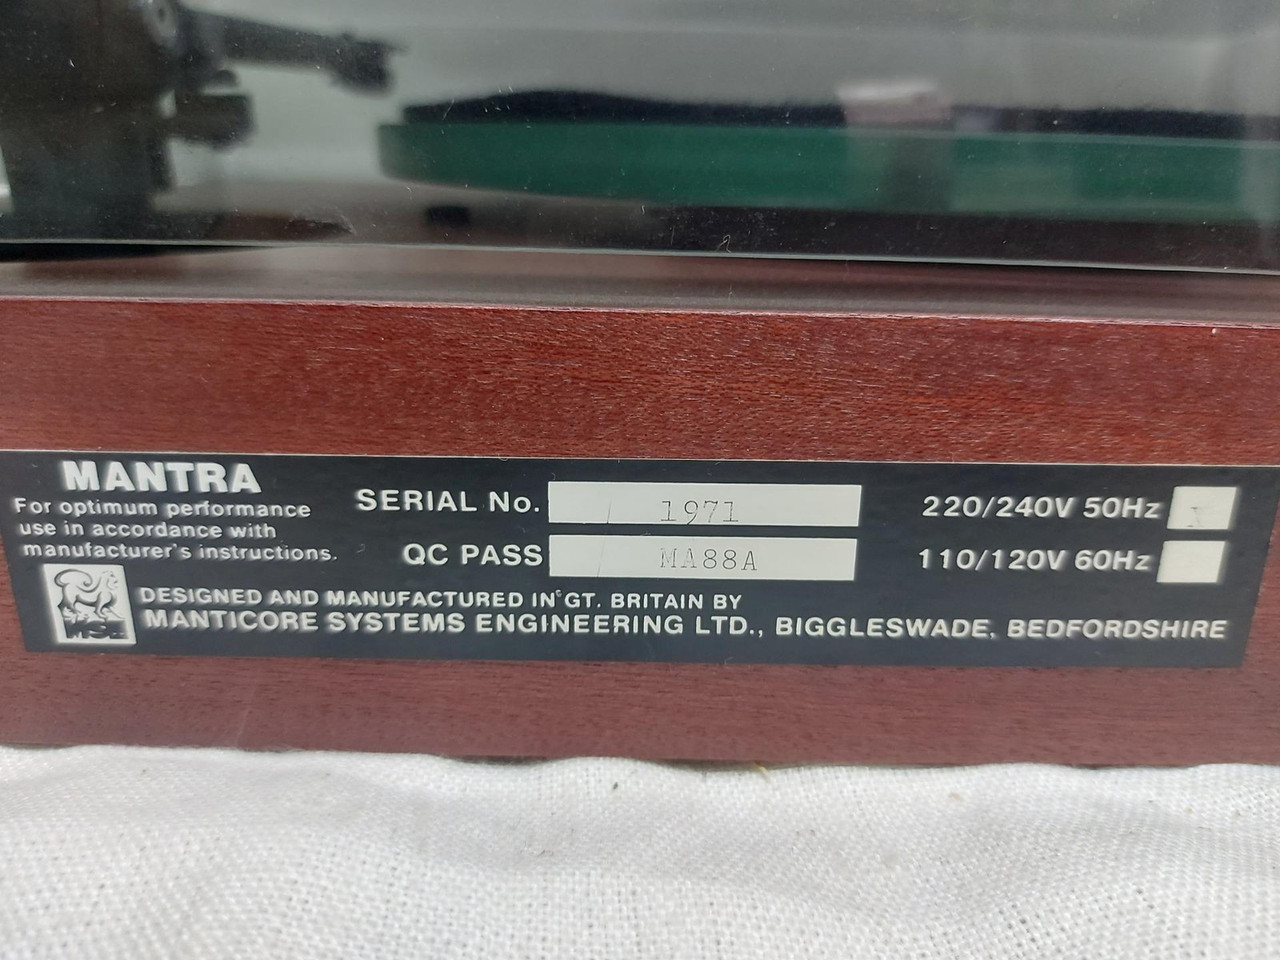 MANTRA
For optimum performance
use in accordance with
manufacturer's instructions.
SERIAL No. 1971
QC PASS MA88A
220/240V 50Hz X
110/120V 60Hz
DESIGNED AND MANUFACTURED IN GT. BRITAIN BY
MANTICORE SYSTEMS ENGINEERING LTD., BIGGLESWADE, BEDFORDSHIRE